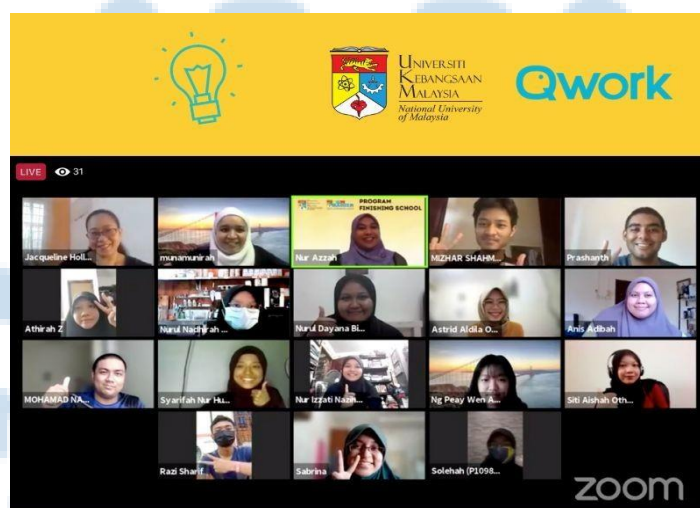 UNIVERSITI
KEBANGSAAN
MALAYSIA
National University
of Malaysia
Qwork
LIVE 31
PROGRAM
FINISHING SCHOOL
Jacqueline Holl...
munamunirah
Nur Azzah
MIZHAR SHAHM...
Prashanth
Athirah Z
Nurul Nadhirah ...
Nurul Dayana Bi...
Astrid Aldila O...
Anis Adibah
MOHAMAD NA...
Syarifah Nur Hu...
Nur Izzati Nazih...
Ng Peay Wen A...
Siti Aishah Oth...
Razi Sharif
Sabrina
Solehah (P1098...
zoom